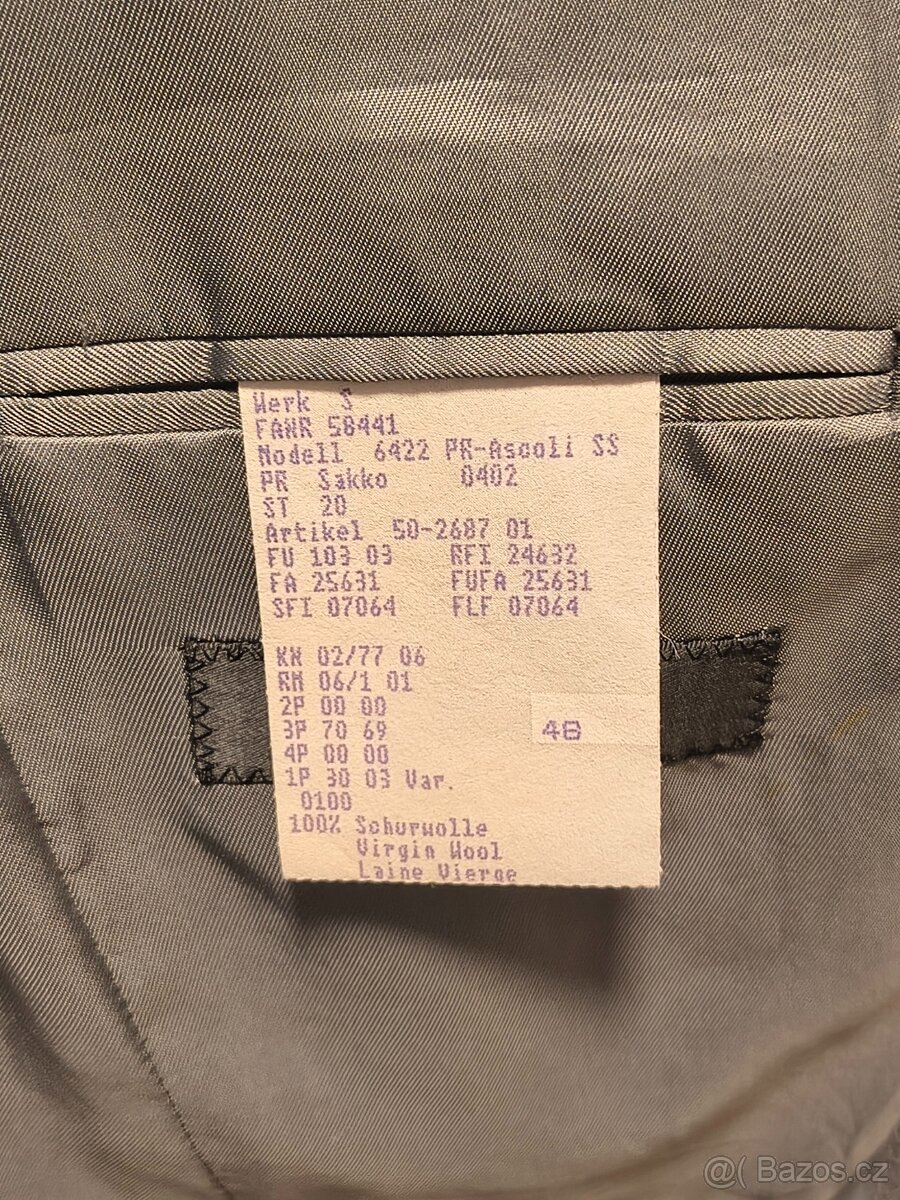 Werk S
FANR 58441
Modell 6422 PR-Ascoli SS
PR Sakko 0402
ST 20
Artikel 50-2687 01
FU 103 03 RFI 24632
FA 25631 FUFA 25631
SFI 07064 FLF 07064
KN 02/77 06
RM 06/1 01
2P 00 00
3P 70 69
48
4P 00 00
1P 30 03 Var.
0100
100% Schurwolle
Virgin Wool
Laine Vierge
@( Bazos.cz